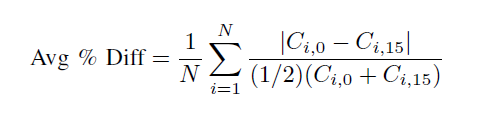 Avg % Diff = \frac{1}{N} \sum_{i=1}^{N} \frac{|C_{i,0} - C_{i,15}|}{(1/2)(C_{i,0} + C_{i,15})}